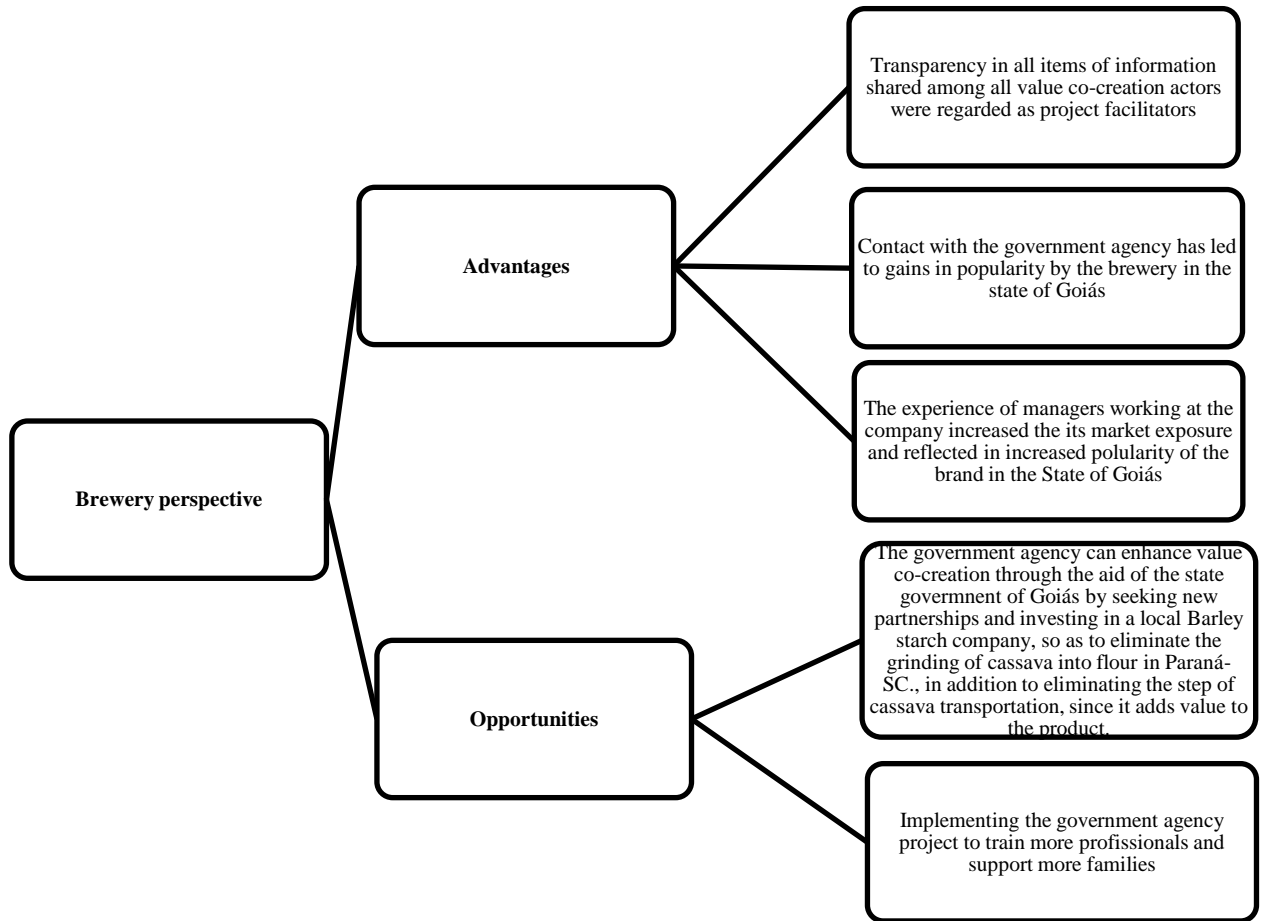 Transparency in all items of information
shared among all value co-creation actors
were regarded as project facilitators
Advantages
Contact with the government agency has led
to gains in popularity by the brewery in the
state of Goiás
The experience of managers working at the
company increased the its market exposure
and reflected in increased polularity of the
brand in the State of Goiás
Brewery perspective
The government agency can enhance value
co-creation through the aid of the state
govermnent of Goiás by seeking new
partnerships and investing in a local Barley
starch company, so as to eliminate the
grinding of cassava into flour in Paraná-
SC., in addition to eliminating the step of
cassava transportation, since it adds value to
the product.
Opportunities
Implementing the government agency
project to train more profissionals and
support more families